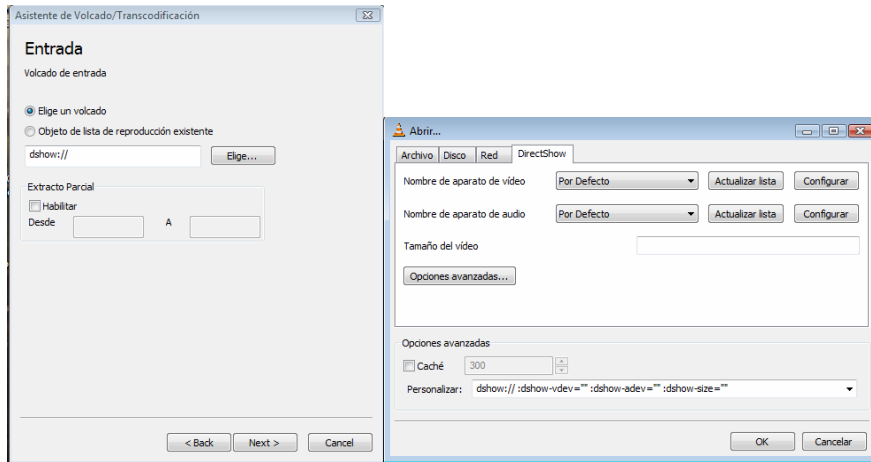 Asistente de Volcado/Transcodificación
Entrada
Volcado de entrada
Elige un volcado
Objeto de lista de reproducción existente
dshow://
Elige...
Extracto Parcial
Habilitar
Desde
A
< Back
Next >
Cancel
Abrir...
Archivo Disco Red DirectShow
Nombre de aparato de vídeo Por Defecto Actualizar lista Configurar
Nombre de aparato de audio Por Defecto Actualizar lista Configurar
Tamaño del vídeo
Opciones avanzadas...
Opciones avanzadas
Caché 300
Personalizar: dshow:// :dshow-vdev="" :dshow-adev="" :dshow-size=""
OK Cancelar